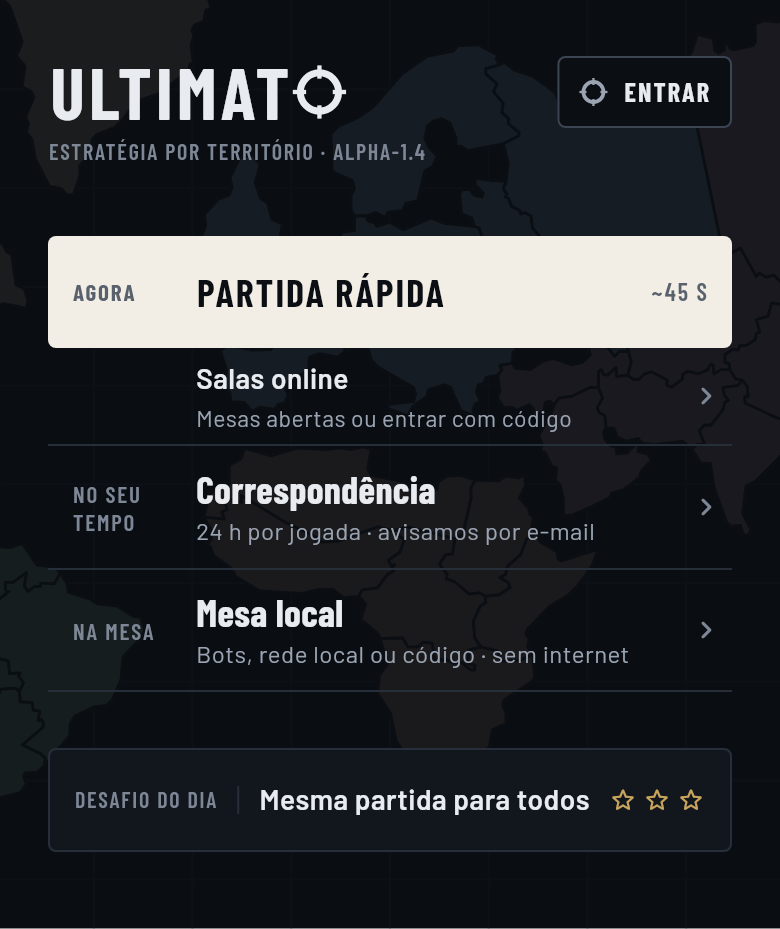 ULTIMATO
ENTRAR
ESTRATÉGIA POR TERRITÓRIO · ALPHA-1.4
AGORA PARTIDA RÁPIDA ~45 S
Salas online
Mesas abertas ou entrar com código
NO SEU TEMPO
Correspondência
24 h por jogada · avisamos por e-mail
NA MESA
Mesa local
Bots, rede local ou código · sem internet
DESAFIO DO DIA Mesma partida para todos